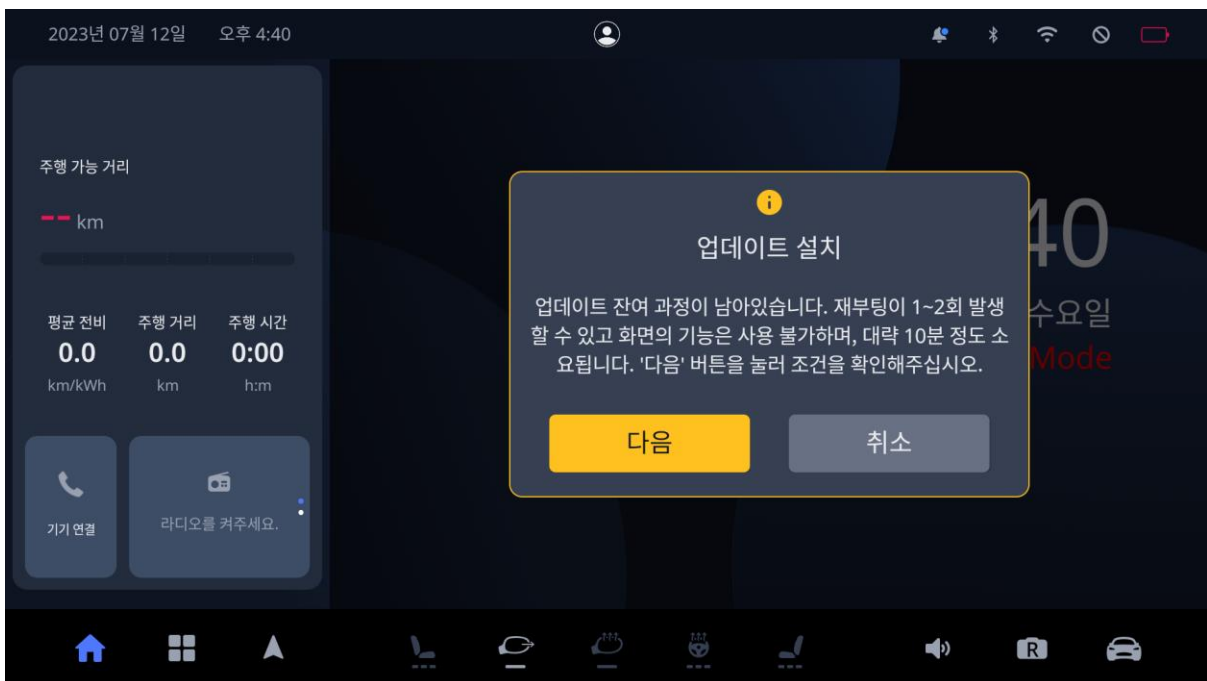 2023년 07월 12일 오후 4:40
주행 가능 거리
-- km
평균 전비 주행 거리 주행 시간
0.0 0.0 0:00
km/kWh km h:m
기기 연결
라디오를 켜주세요.
업데이트 설치
업데이트 잔여 과정이 남아있습니다. 재부팅이 1~2회 발생
할 수 있고 화면의 기능은 사용 불가하며, 대략 10분 정도 소
요됩니다. '다음' 버튼을 눌러 조건을 확인해주십시오.
다음 취소
40
수요일
Mode
R